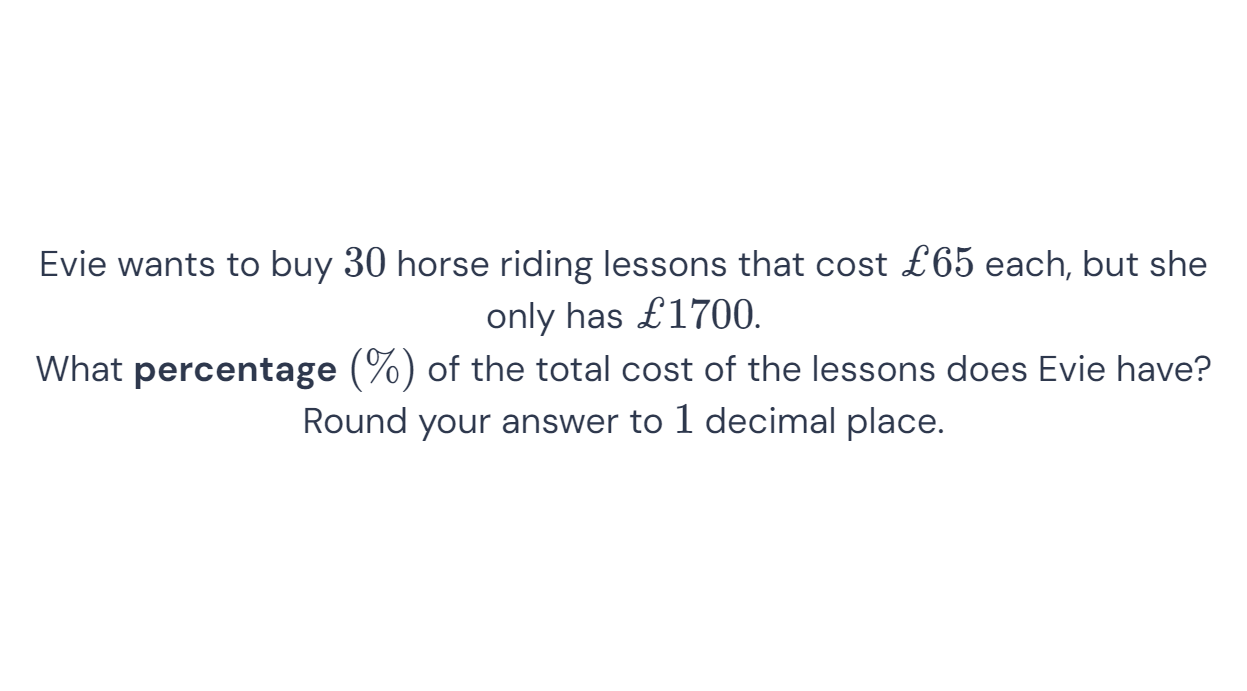 Evie wants to buy 30 horse riding lessons that cost £65 each, but she
only has £1700.
What percentage (%) of the total cost of the lessons does Evie have?
Round your answer to 1 decimal place.